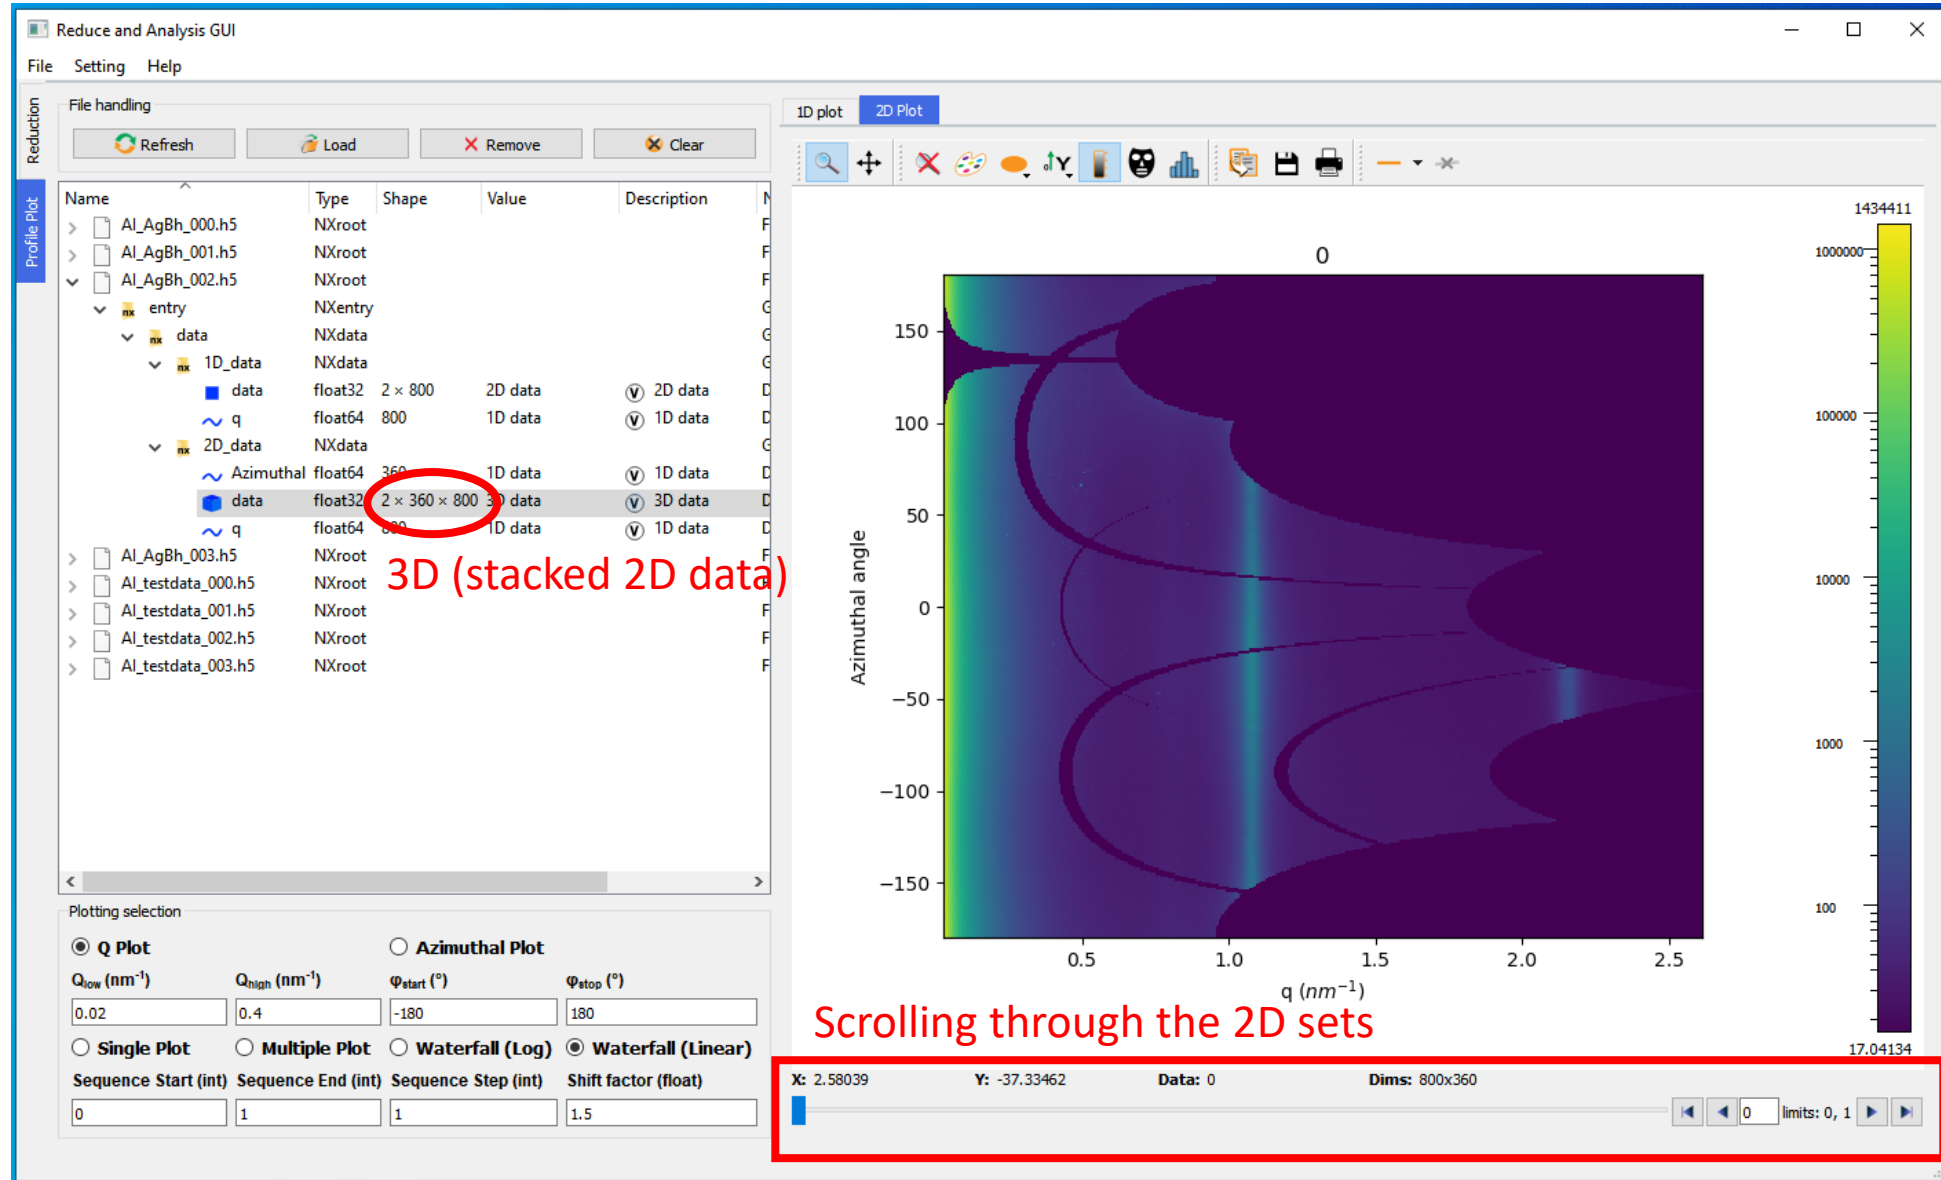 Reduce and Analysis GUI
File Setting Help
Reduction
Profile Plot
File handling
Refresh Load Remove Clear
Name Type Shape Value Description N
AI_AgBh_000.h5 NXroot F
AI_AgBh_001.h5 NXroot F
AI_AgBh_002.h5 NXroot F
nx entry NXentry G
nx data NXdata G
nx 1D_data NXdata G
data float32 2 × 800 2D data V 2D data D
q float64 800 1D data V 1D data D
nx 2D_data NXdata G
Azimuthal float64 360 1D data V 1D data D
data float32 2 × 360 × 800 3D data V 3D data D
q float64 800 1D data V 1D data D
AI_AgBh_003.h5 NXroot F
AI_testdata_000.h5 NXroot
AI_testdata_001.h5 NXroot F
AI_testdata_002.h5 NXroot F
AI_testdata_003.h5 NXroot F
3D (stacked 2D data)
Plotting selection
Q Plot Azimuthal Plot
Qlow (nm-1) Qhigh (nm-1) φstart (°) φstop (°)
0.02 0.4 -180 180
Single Plot Multiple Plot Waterfall (Log) Waterfall (Linear)
Sequence Start (int) Sequence End (int) Sequence Step (int) Shift factor (float)
0 1 1 1.5
1D plot 2D Plot
0
Azimuthal angle
150
100
50
0
−50
−100
−150
0.5 1.0 1.5 2.0 2.5
q (nm−1)
1434411
1000000
100000
10000
1000
100
17.04134
Scrolling through the 2D sets
X: 2.58039 Y: -37.33462 Data: 0 Dims: 800x360
0 limits: 0, 1